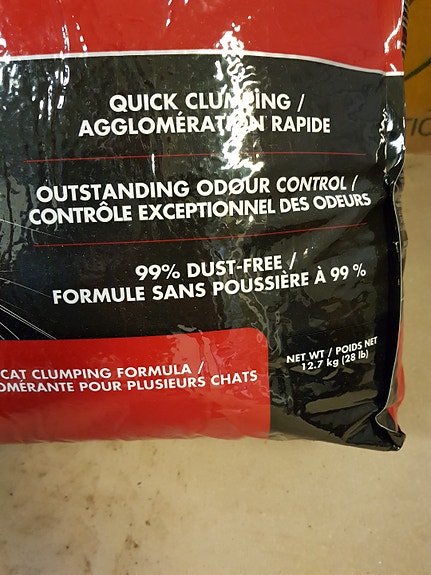 QUICK CLUMPING /
AGGLOMÉRATION RAPIDE
OUTSTANDING ODOUR CONTROL /
CONTRÔLE EXCEPTIONNEL DES ODEURS
99% DUST-FREE /
FORMULE SANS POUSSIÈRE À 99 %
CAT CLUMPING FORMULA /
OMÉRANTE POUR PLUSIEURS CHATS
NET WT / POIDS NET
12.7 kg (28 lb)